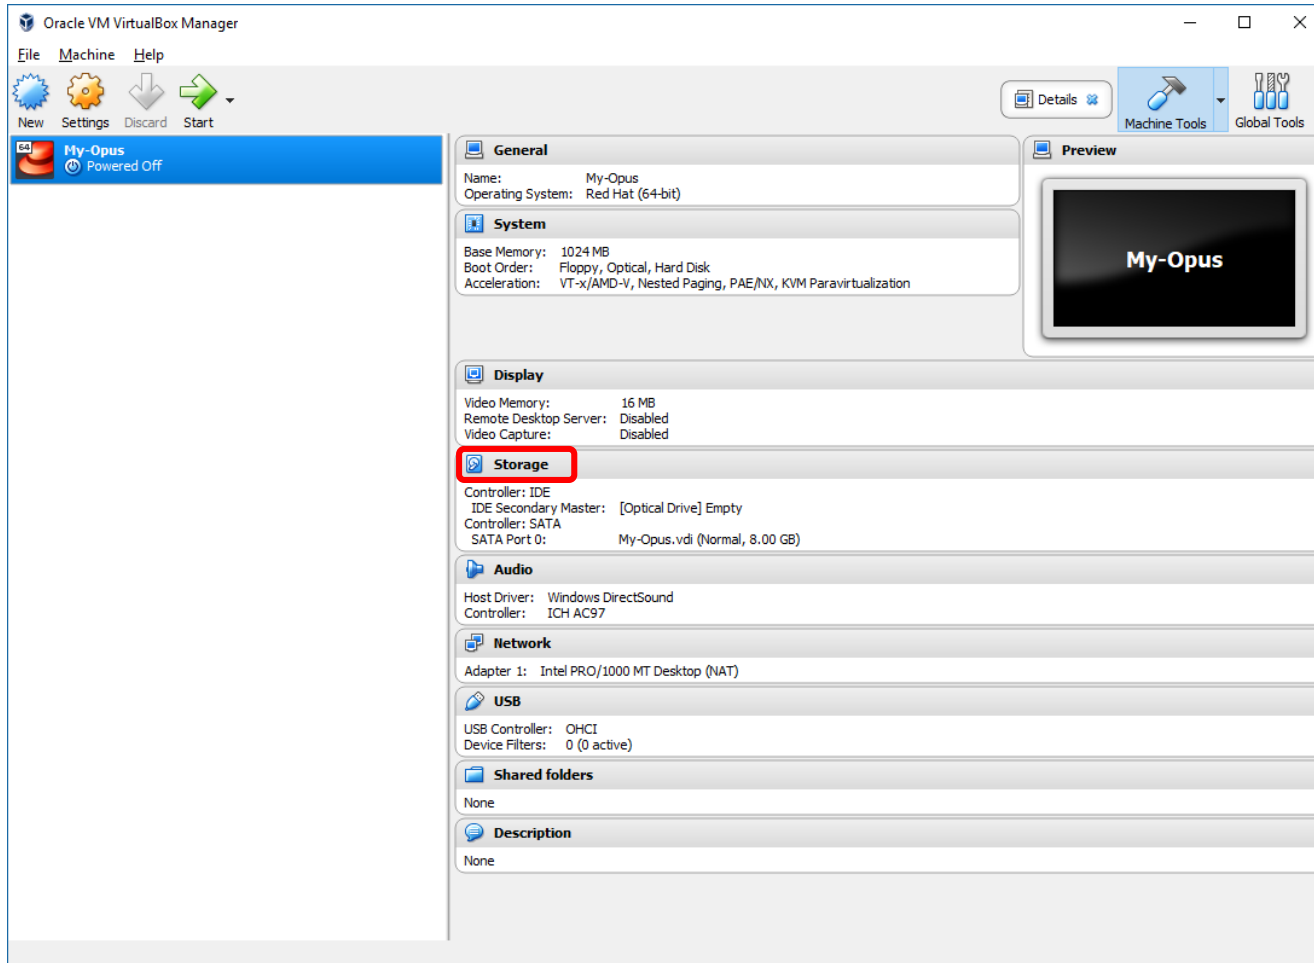 Oracle VM VirtualBox Manager
File Machine Help
New Settings Discard Start
Details
Machine Tools
Global Tools
64
My-Opus
Powered Off
General
Name: My-Opus
Operating System: Red Hat (64-bit)
System
Base Memory: 1024 MB
Boot Order: Floppy, Optical, Hard Disk
Acceleration: VT-x/AMD-V, Nested Paging, PAE/NX, KVM Paravirtualization
Preview
My-Opus
Display
Video Memory: 16 MB
Remote Desktop Server: Disabled
Video Capture: Disabled
Storage
Controller: IDE
IDE Secondary Master: [Optical Drive] Empty
Controller: SATA
SATA Port 0: My-Opus.vdi (Normal, 8.00 GB)
Audio
Host Driver: Windows DirectSound
Controller: ICH AC97
Network
Adapter 1: Intel PRO/1000 MT Desktop (NAT)
USB
USB Controller: OHCI
Device Filters: 0 (0 active)
Shared folders
None
Description
None